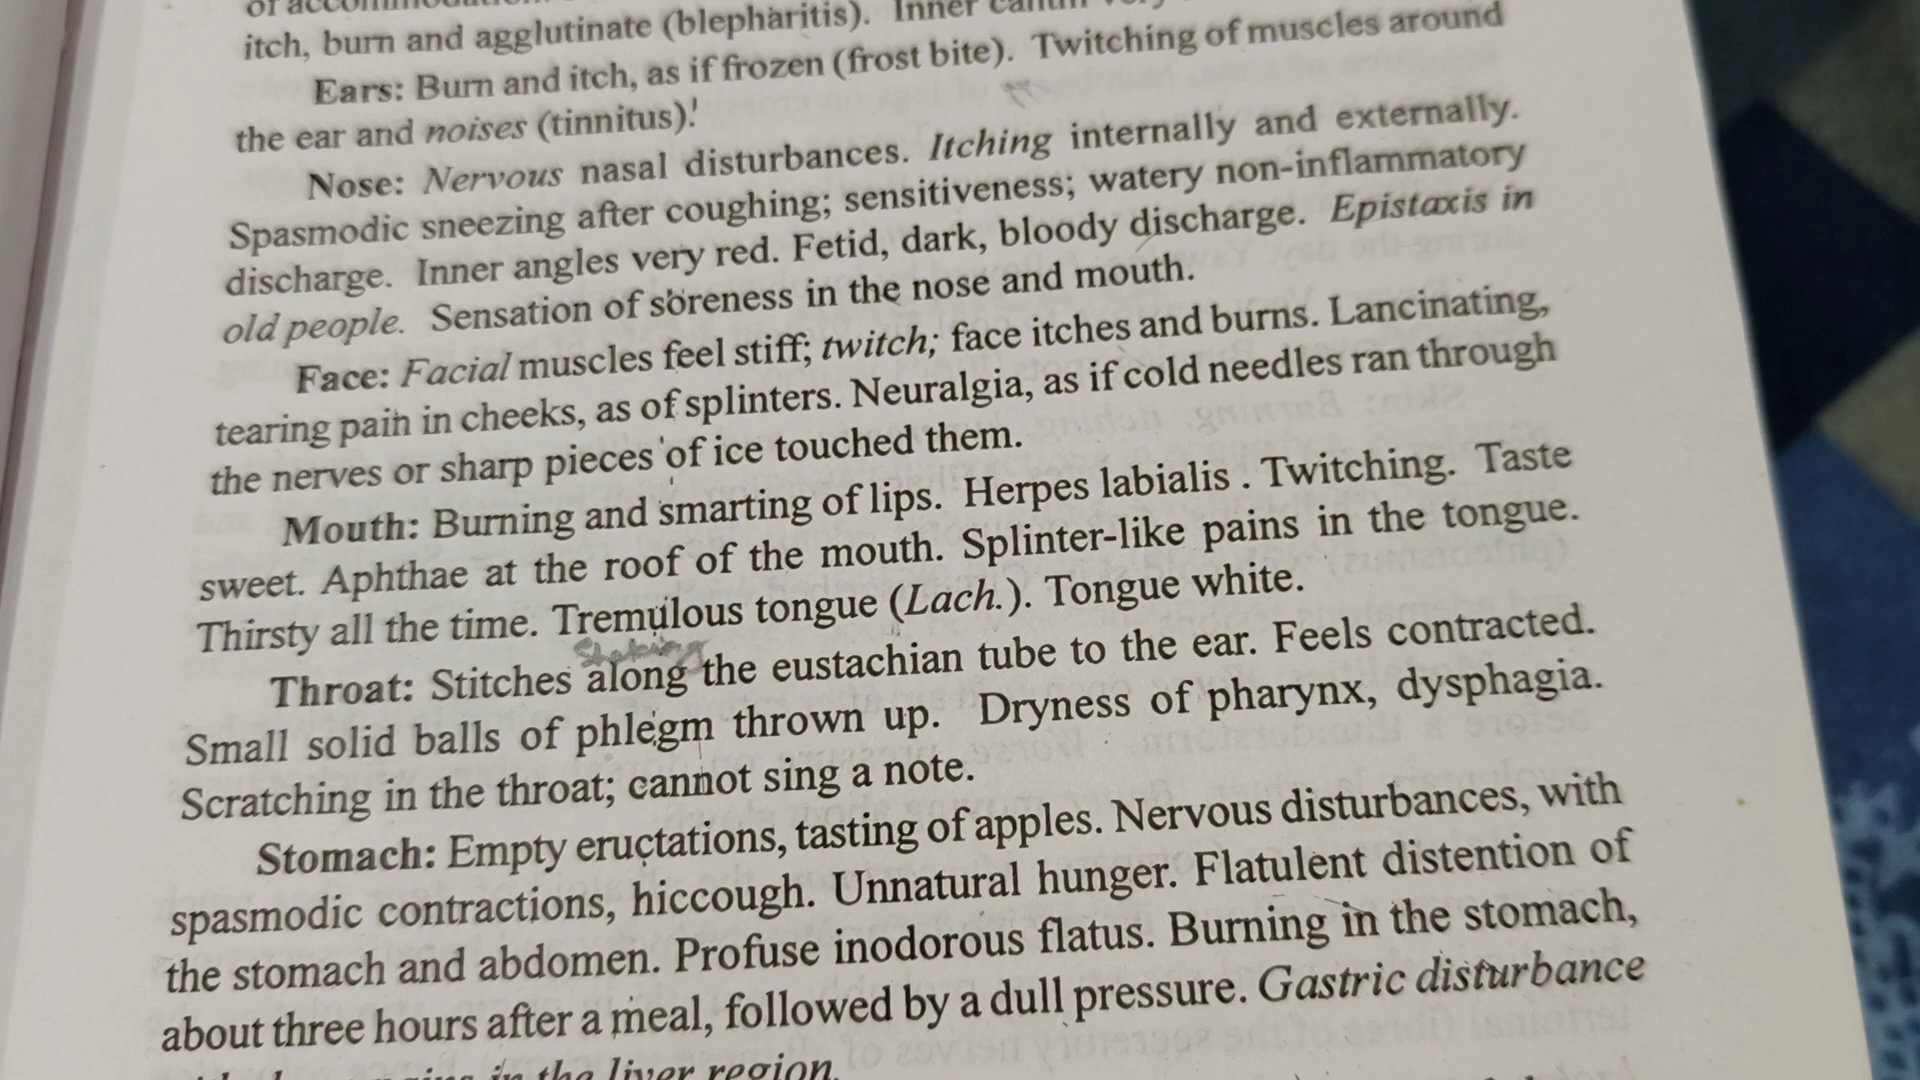 of accommodation. Inner canthi very
itch, burn and agglutinate (blepharitis).
Ears: Burn and itch, as if frozen (frost bite). Twitching of muscles around
the ear and noises (tinnitus).
Nose: Nervous nasal disturbances. Itching internally and externally.
Spasmodic sneezing after coughing; sensitiveness; watery non-inflammatory
discharge. Inner angles very red. Fetid, dark, bloody discharge. Epistaxis in
old people. Sensation of soreness in the nose and mouth.
Face: Facial muscles feel stiff; twitch; face itches and burns. Lancinating,
tearing pain in cheeks, as of splinters. Neuralgia, as if cold needles ran through
the nerves or sharp pieces of ice touched them.
Mouth: Burning and smarting of lips. Herpes labialis . Twitching. Taste
sweet. Aphthae at the roof of the mouth. Splinter-like pains in the tongue.
Thirsty all the time. Tremulous tongue (Lach.). Tongue white.
Shaking
Throat: Stitches along the eustachian tube to the ear. Feels contracted.
Small solid balls of phlegm thrown up. Dryness of pharynx, dysphagia.
Scratching in the throat; cannot sing a note.
Stomach: Empty eructations, tasting of apples. Nervous disturbances, with
spasmodic contractions, hiccough. Unnatural hunger. Flatulent distention of
the stomach and abdomen. Profuse inodorous flatus. Burning in the stomach,
about three hours after a meal, followed by a dull pressure. Gastric disturbance
in the liver region.